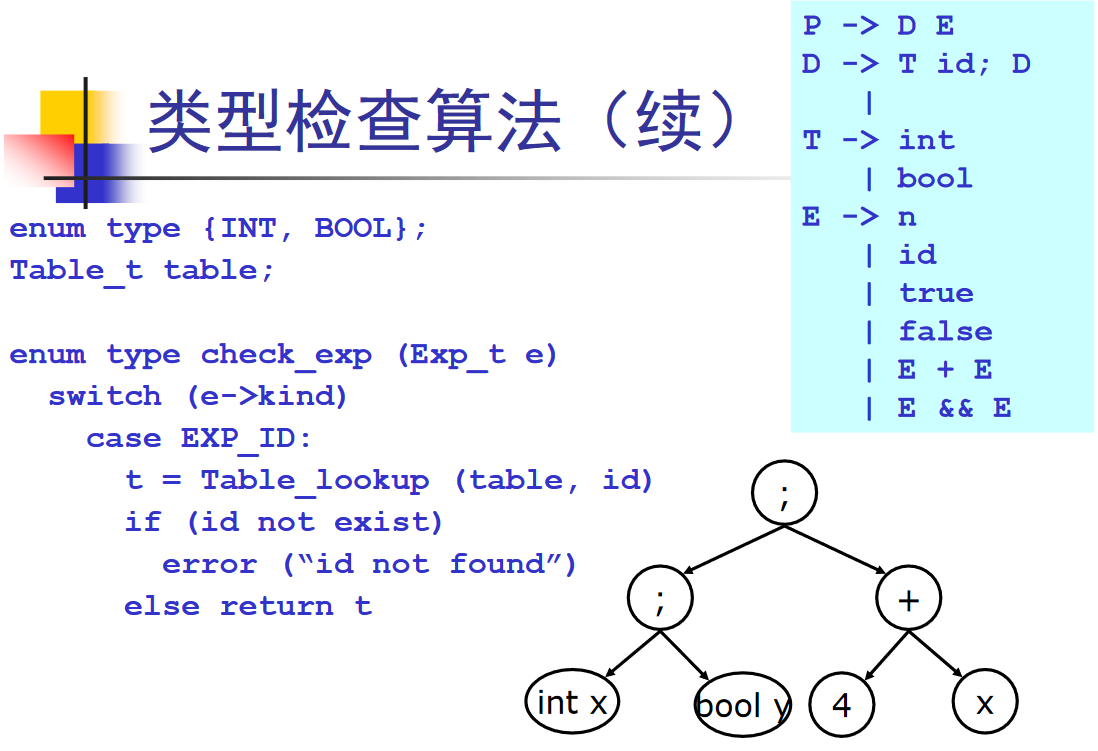 类型检查算法（续）
enum type {INT, BOOL};
Table_t table;
enum type check_exp (Exp_t e)
switch (e->kind)
case EXP_ID:
t = Table_lookup (table, id)
if (id not exist)
error (“id not found”)
else return t
P -> D E
D -> T id; D
|
T -> int
| bool
E -> n
| id
| true
| false
| E + E
| E && E
;
;
+
int x
bool y
4
x